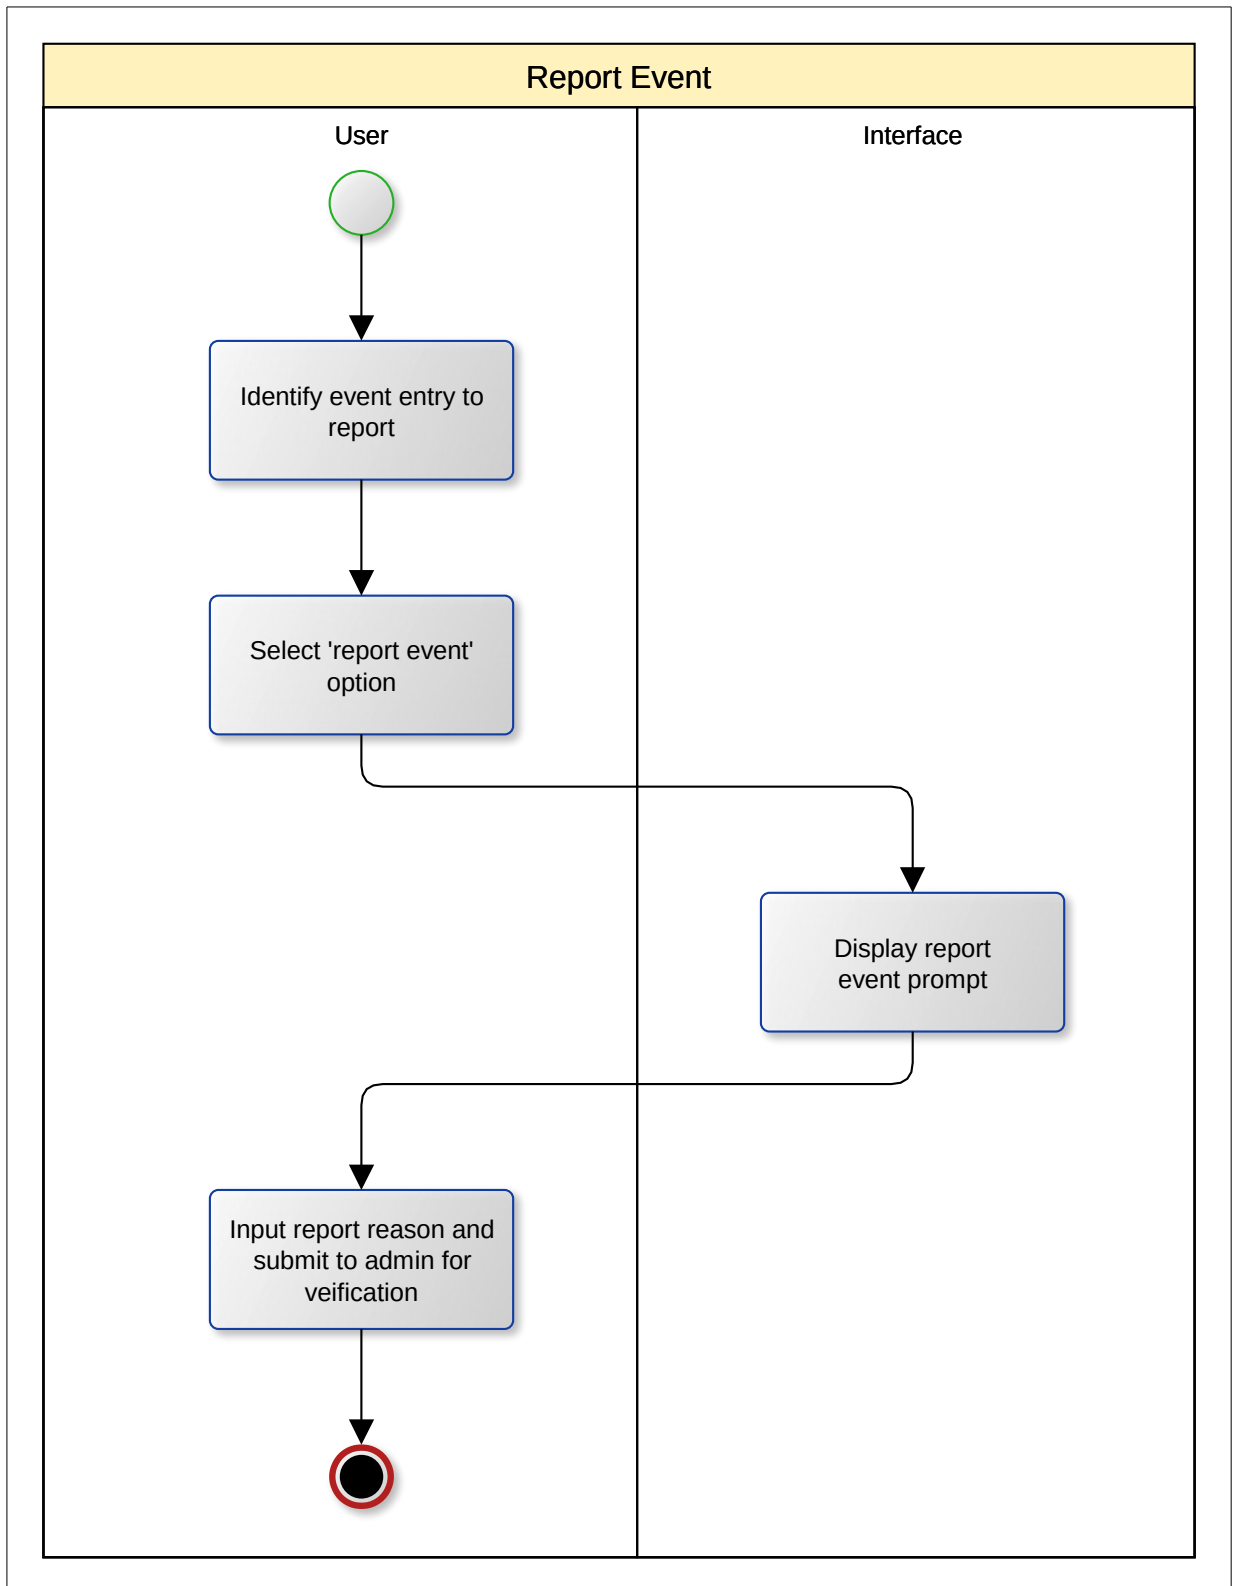 Report Event
User
Interface
Identify event entry to
report
Select 'report event'
option
Display report
event prompt
Input report reason and
submit to admin for
veification